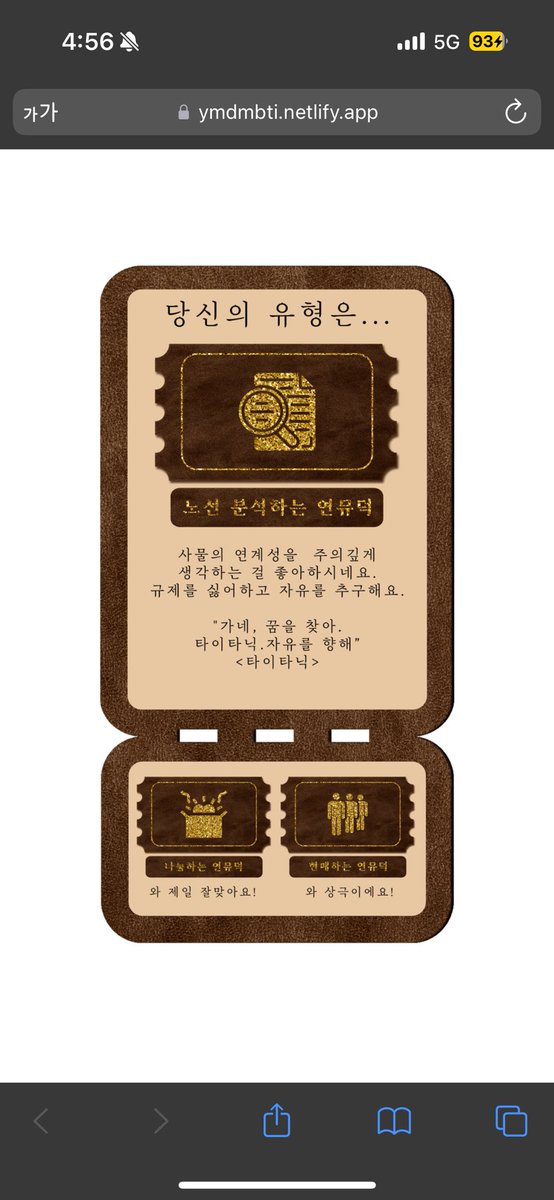 4:56
5G
93
가가
ymdmbti.netlify.app
당신의 유형은...
노선 분석하는 연뮤덕
사물의 연계성을 주의깊게
생각하는 걸 좋아하시네요.
규제를 싫어하고 자유를 추구해요.
"가네, 꿈을 찾아.
타이타닉.자유를 향해”
<타이타닉>
나눔하는 연뮤덕
현매하는 연뮤덕
와 제일 잘맞아요!
와 상극이에요!